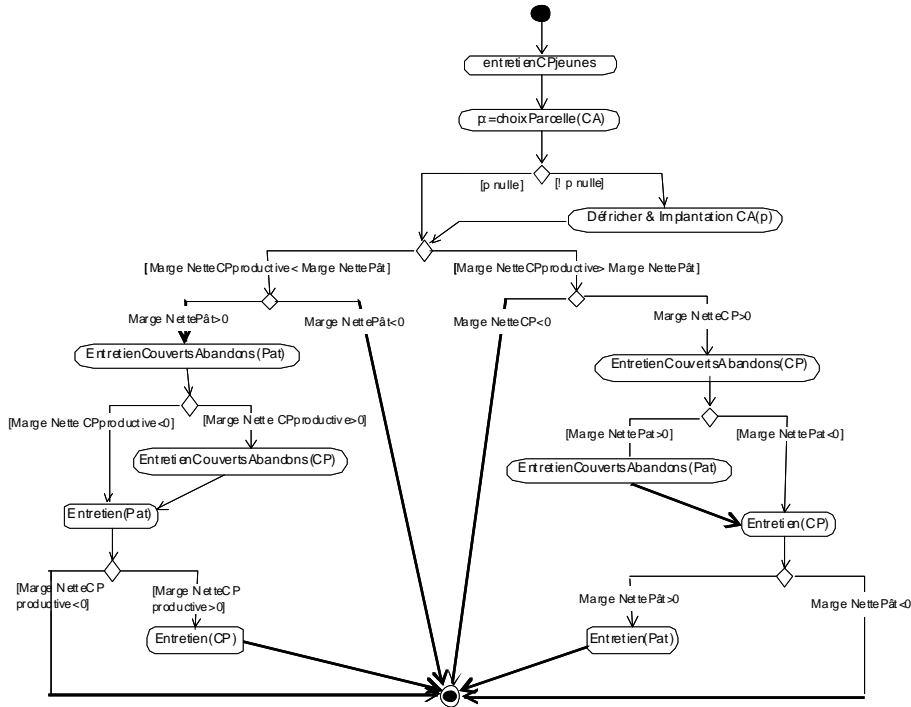 entretienCPjeunes
p:=choixParcelle(CA)
[p nulle]
[! p nulle]
Défricher & Implantation CA(p)
[Marge NetteCPproductive< Marge NettePât]
[Marge NetteCPproductive> Marge NettePât]
Marge NettePât>0
Marge NettePât<0
Marge NetteCP<0
Marge NetteCP>0
EntretienCouvertsAbandons(Pat)
EntretienCouvertsAbandons(CP)
[Marge Nette CPproductive<0]
[Marge Nette CPproductive>0]
[Marge NettePat>0]
[Marge NettePat<0]
EntretienCouvertsAbandons(CP)
EntretienCouvertsAbandons(Pat)
Entretien(Pat)
Entretien(CP)
[Marge NetteCP
productive<0]
[Marge NetteCP
productive>0]
Marge NettePât>0
Marge NettePât<0
Entretien(CP)
Entretien(Pat)